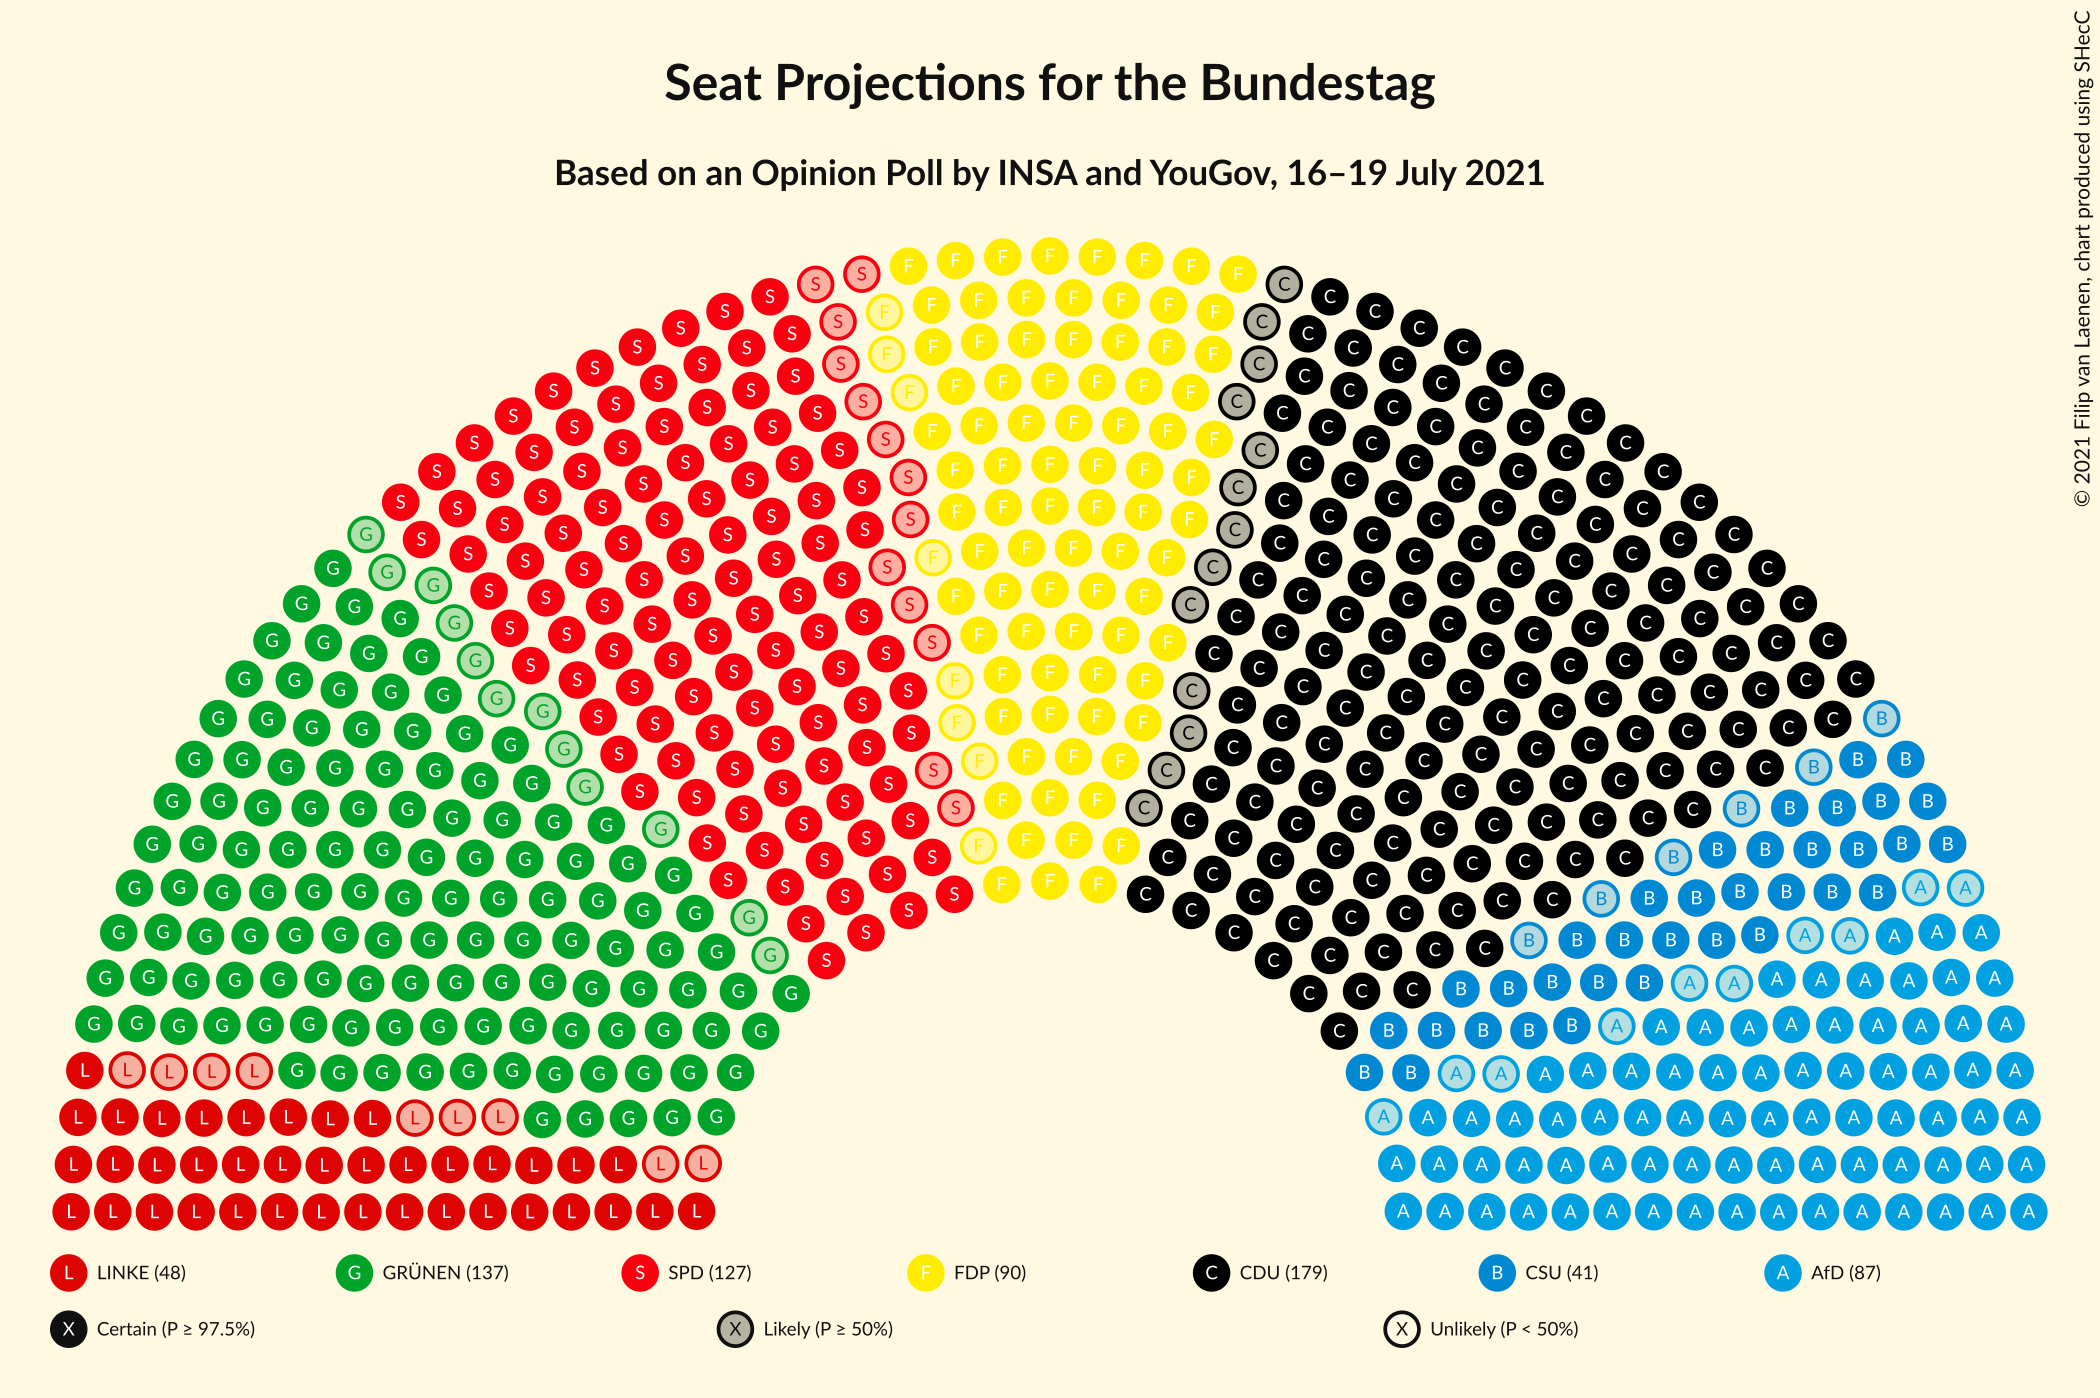 Seat Projections for the Bundestag
Based on an Opinion Poll by INSA and YouGov, 16–19 July 2021
© 2021 Filip van Laenen, chart produced using SHecC
L LINKE (48)
G GRÜNEN (137)
S SPD (127)
F FDP (90)
C CDU (179)
B CSU (41)
A AfD (87)
X Certain (P ≥ 97.5%)
X Likely (P ≥ 50%)
X Unlikely (P < 50%)